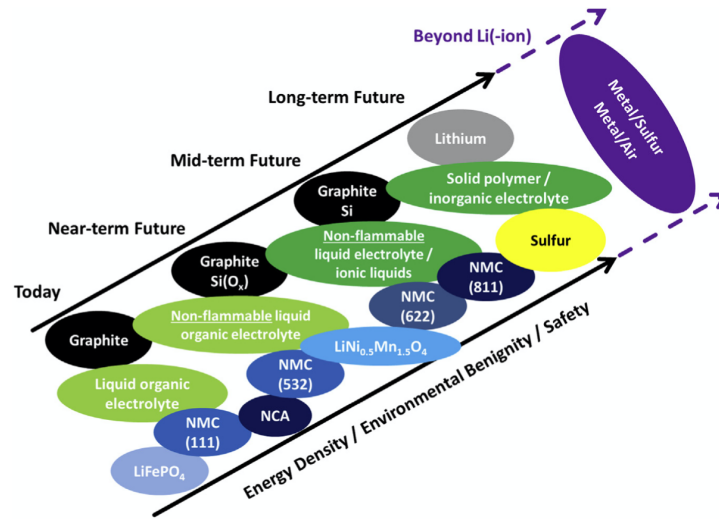 Beyond Li(-ion)
Long-term Future
Mid-term Future
Near-term Future
Today
Metal/Sulfur
Metal/Air
Lithium
Solid polymer /
inorganic electrolyte
Sulfur
Graphite
Si
Non-flammable
liquid electrolyte /
ionic liquids
NMC
(811)
NMC
(622)
Graphite
Si(Oₓ)
Non-flammable liquid
organic electrolyte
LiNi₀.₅Mn₁.₅O₄
NMC
(532)
Graphite
Liquid organic
electrolyte
NCA
NMC
(111)
LiFePO₄
Energy Density / Environmental Benignity / Safety